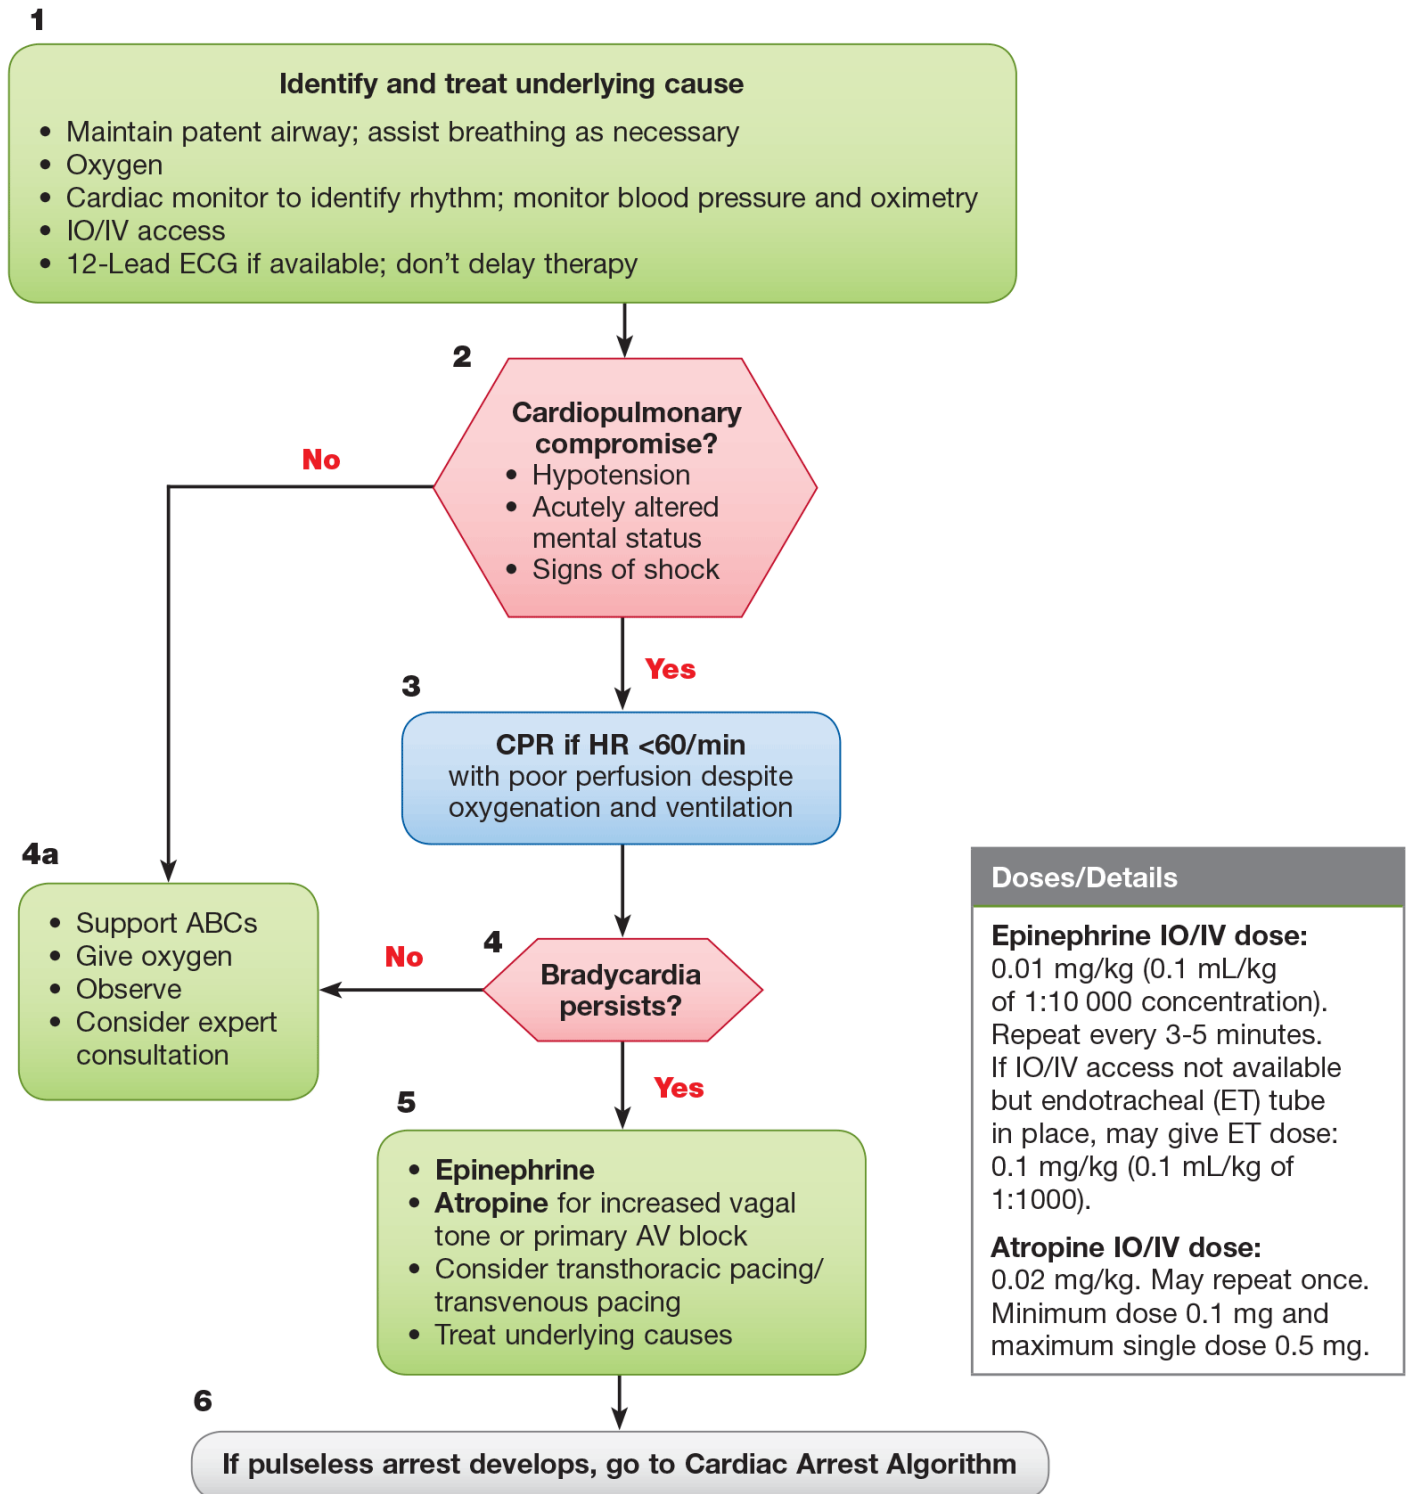 1
Identify and treat underlying cause
• Maintain patent airway; assist breathing as necessary
• Oxygen
• Cardiac monitor to identify rhythm; monitor blood pressure and oximetry
• IO/IV access
• 12-Lead ECG if available; don’t delay therapy
2
Cardiopulmonary
compromise?
• Hypotension
• Acutely altered
mental status
• Signs of shock
No
Yes
3
CPR if HR <60/min
with poor perfusion despite
oxygenation and ventilation
4a
• Support ABCs
• Give oxygen
• Observe
• Consider expert
consultation
No
4
Bradycardia
persists?
Yes
5
• Epinephrine
• Atropine for increased vagal
tone or primary AV block
• Consider transthoracic pacing/
transvenous pacing
• Treat underlying causes
6
If pulseless arrest develops, go to Cardiac Arrest Algorithm
Doses/Details
Epinephrine IO/IV dose:
0.01 mg/kg (0.1 mL/kg
of 1:10 000 concentration).
Repeat every 3-5 minutes.
If IO/IV access not available
but endotracheal (ET) tube
in place, may give ET dose:
0.1 mg/kg (0.1 mL/kg of
1:1000).
Atropine IO/IV dose:
0.02 mg/kg. May repeat once.
Minimum dose 0.1 mg and
maximum single dose 0.5 mg.